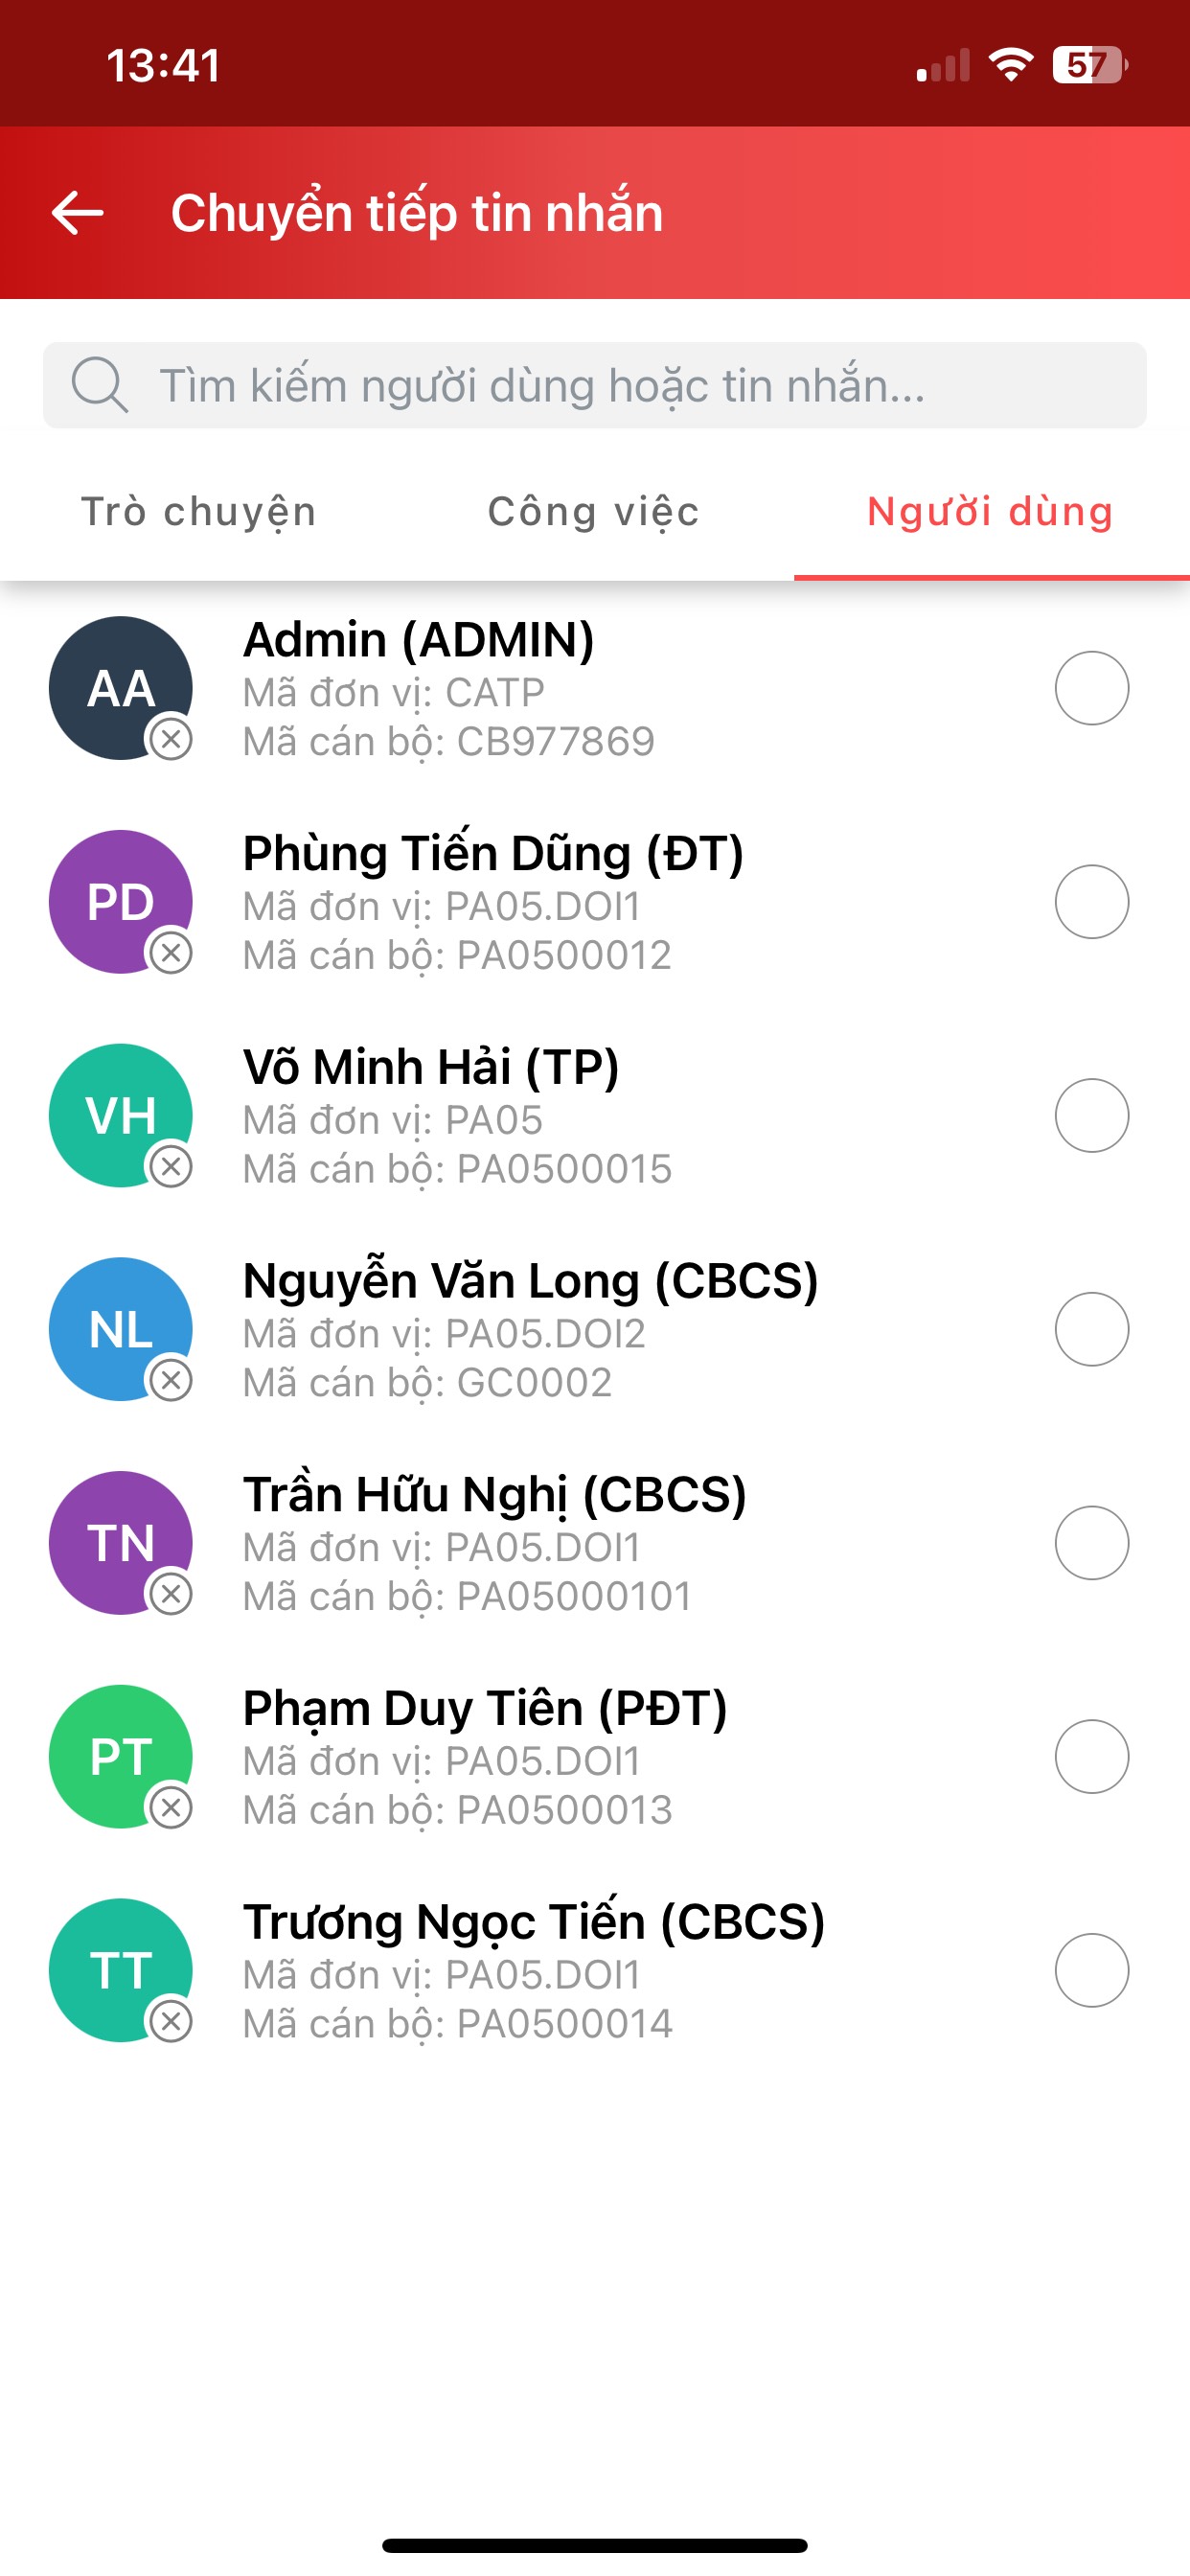 13:41
57
Chuyển tiếp tin nhắn
Tìm kiếm người dùng hoặc tin nhắn...
Trò chuyện Công việc Người dùng
AA
Admin (ADMIN)
Mã đơn vị: CATP
Mã cán bộ: CB977869
PD
Phùng Tiến Dũng (ĐT)
Mã đơn vị: PA05.DOI1
Mã cán bộ: PA0500012
VH
Võ Minh Hải (TP)
Mã đơn vị: PA05
Mã cán bộ: PA0500015
NL
Nguyễn Văn Long (CBCS)
Mã đơn vị: PA05.DOI2
Mã cán bộ: GC0002
TN
Trần Hữu Nghị (CBCS)
Mã đơn vị: PA05.DOI1
Mã cán bộ: PA05000101
PT
Phạm Duy Tiên (PĐT)
Mã đơn vị: PA05.DOI1
Mã cán bộ: PA0500013
TT
Trương Ngọc Tiến (CBCS)
Mã đơn vị: PA05.DOI1
Mã cán bộ: PA0500014